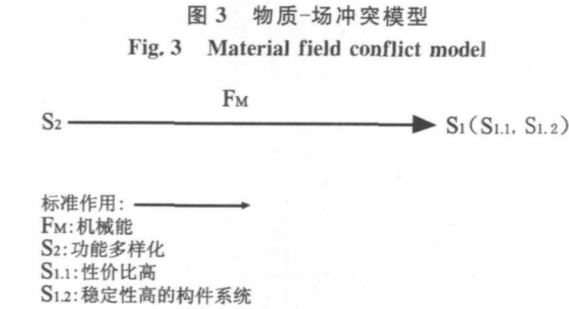 图 3 物质-场冲突模型
Fig. 3 Material field conflict model
FM
S2 S1(S1.1, S1.2)
标准作用:
FM:机械能
S2:功能多样化
S1.1:性价比高
S1.2:稳定性高的构件系统